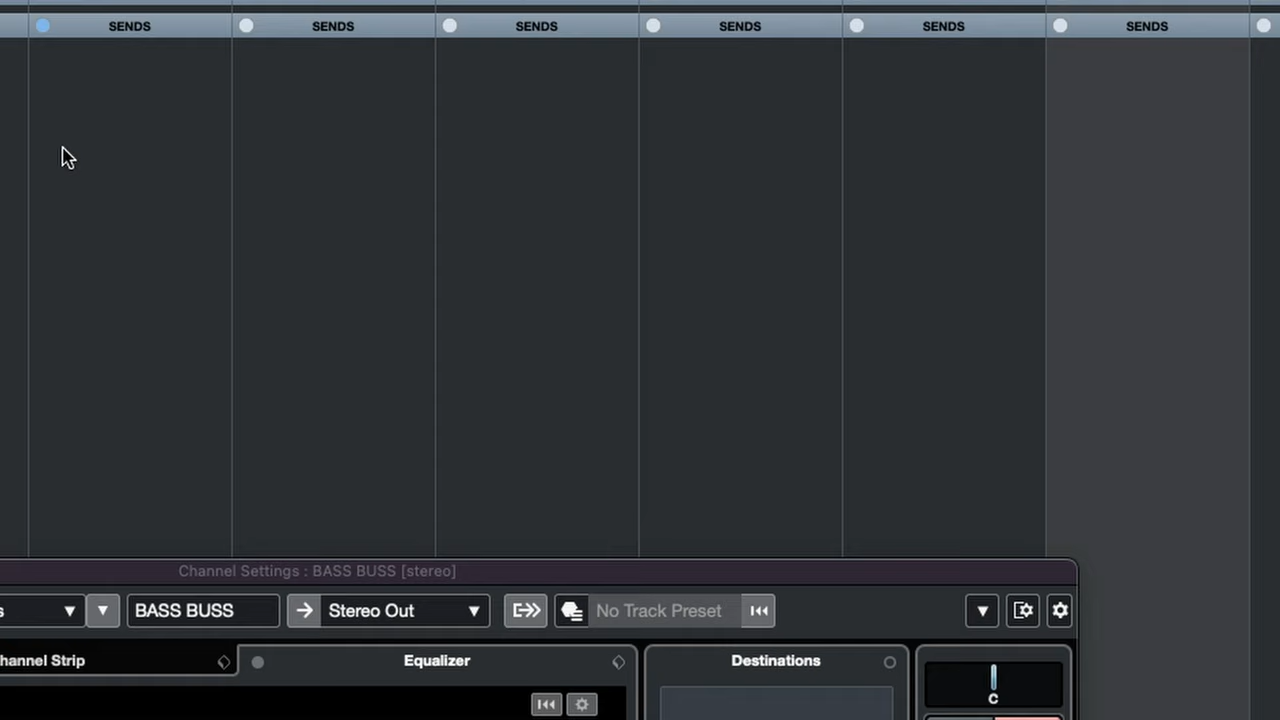 SENDS SENDS SENDS SENDS SENDS SENDS
Channel Settings : BASS BUSS [stereo]
s BASS BUSS Stereo Out No Track Preset
hannel Strip Equalizer Destinations
C